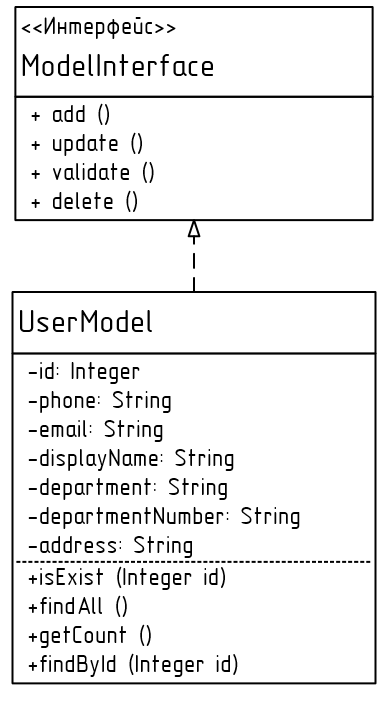 <<Интерфейс>>
ModelInterface
+ add ()
+ update ()
+ validate ()
+ delete ()
UserModel
-id: Integer
-phone: String
-email: String
-displayName: String
-department: String
-departmentNumber: String
-address: String
+isExist (Integer id)
+findAll ()
+getCount ()
+findById (Integer id)